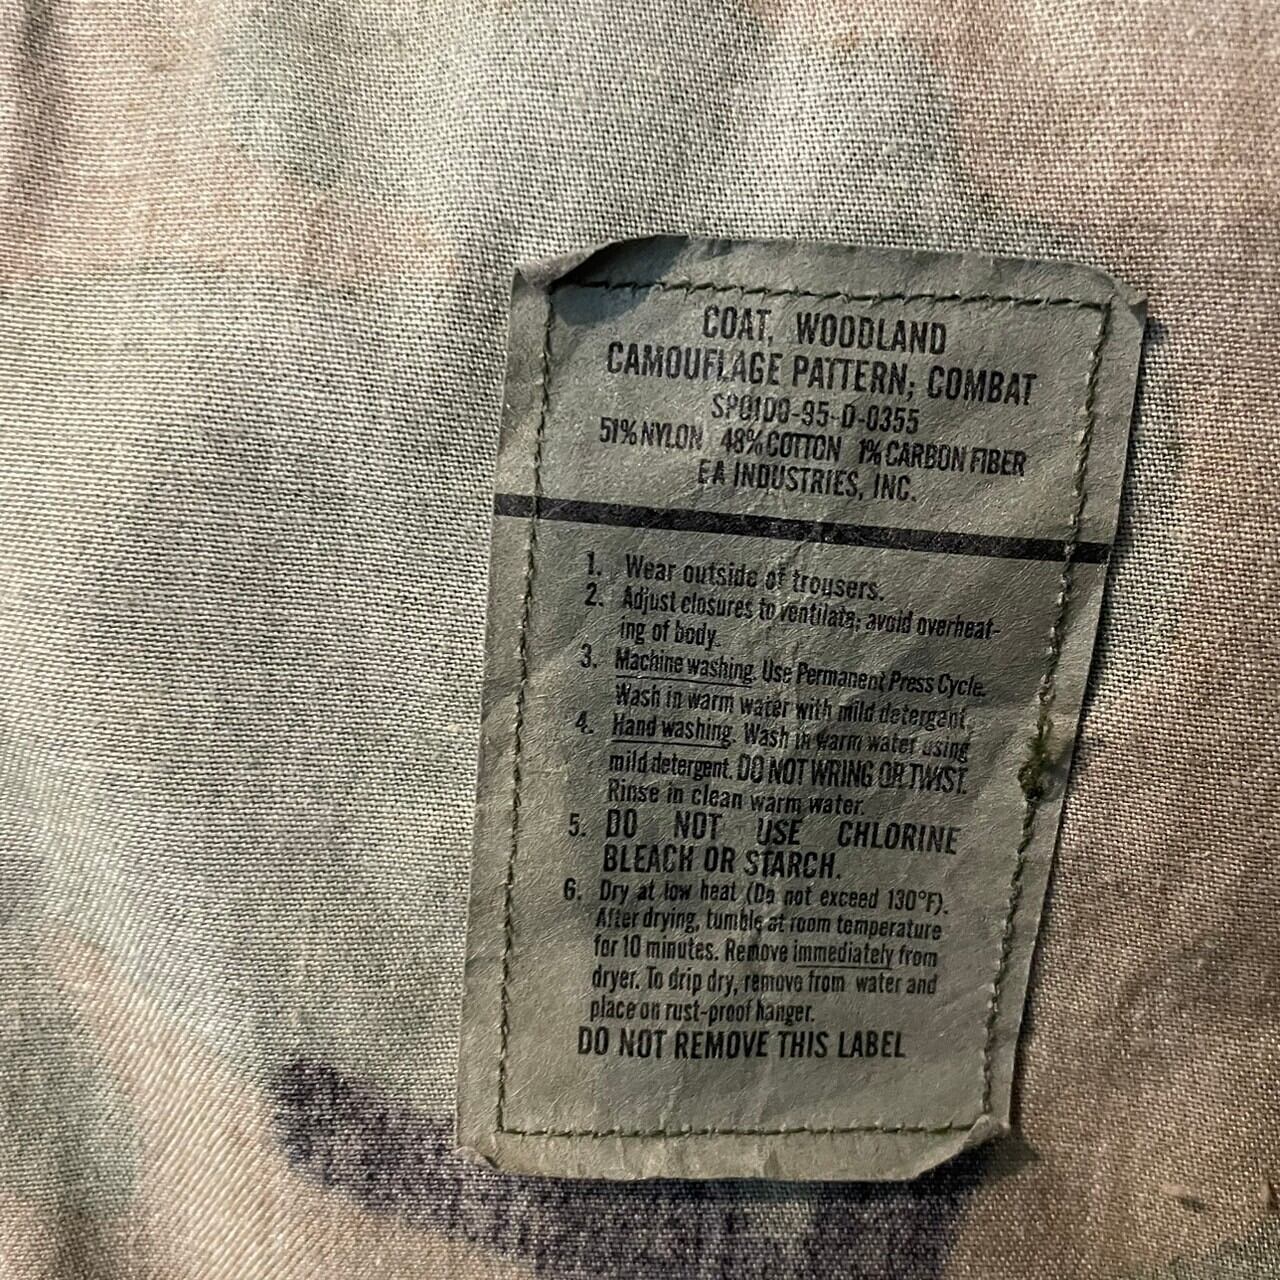 COAT, WOODLAND
CAMOUFLAGE PATTERN; COMBAT
SPO1D0-95-D-0355
51% NYLON 48% COTTON 1% CARBON FIBER
EA INDUSTRIES, INC.
1. Wear outside of trousers.
2. Adjust closures to ventilate; avoid overheat-
ing of body.
3. Machine washing. Use Permanent Press Cycle.
Wash in warm water with mild detergent.
4. Hand washing. Wash in warm water using
mild detergent. DO NOT WRING OR TWIST.
Rinse in clean warm water.
5. DO NOT USE CHLORINE
BLEACH OR STARCH.
6. Dry at low heat (Do not exceed 130°F).
After drying, tumble at room temperature
for 10 minutes. Remove immediately from
dryer. To drip dry, remove from water and
place on rust-proof hanger.
DO NOT REMOVE THIS LABEL